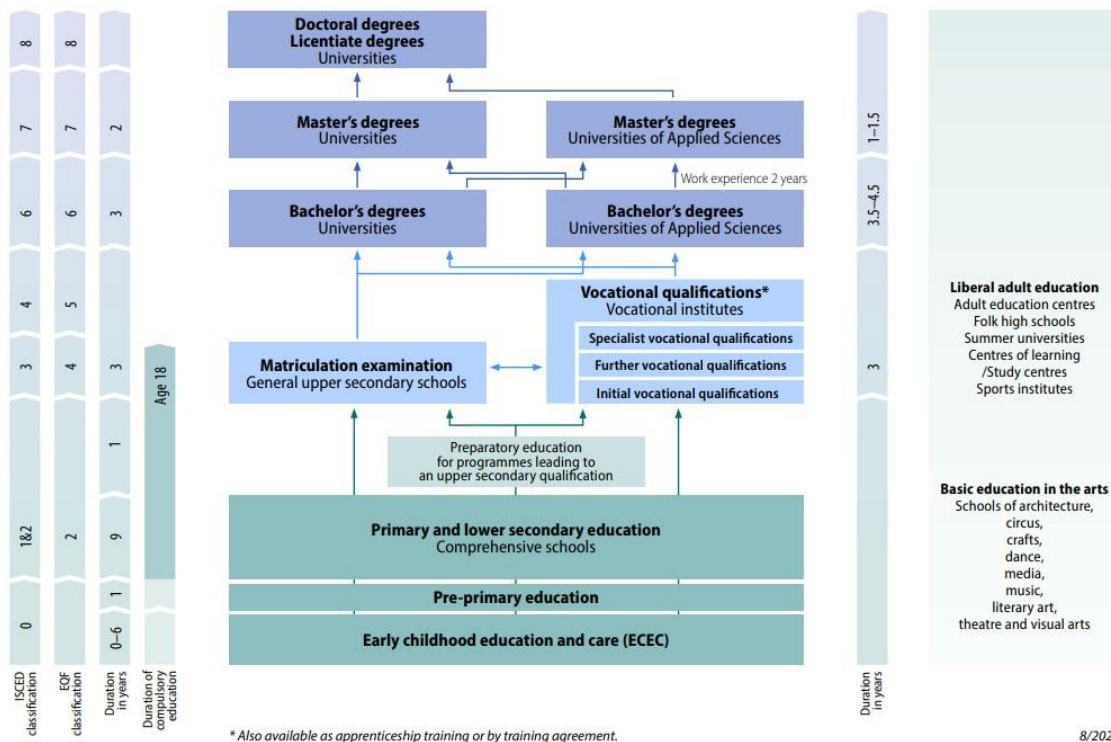 Doctoral degrees
Licentiate degrees
Universities
Master's degrees
Universities
Master's degrees
Universities of Applied Sciences
Work experience 2 years
Bachelor's degrees
Universities
Bachelor's degrees
Universities of Applied Sciences
Vocational qualifications*
Vocational institutes
Specialist vocational qualifications
Further vocational qualifications
Initial vocational qualifications
Matriculation examination
General upper secondary schools
Preparatory education
for programmes leading to
an upper secondary qualification
Primary and lower secondary education
Comprehensive schools
Pre-primary education
Early childhood education and care (ECEC)
8
7
6
4
3
1&2
0
ISCED
classification
8
7
6
5
4
2
EQF
classification
2
3
3
1
9
1
0–6
Duration
in years
Age 18
Duration of
compulsory
education
1–1.5
3.5–4.5
3
Duration
in years
Liberal adult education
Adult education centres
Folk high schools
Summer universities
Centres of learning
/Study centres
Sports institutes
Basic education in the arts
Schools of architecture,
circus,
crafts,
dance,
media,
music,
literary art,
theatre and visual arts
* Also available as apprenticeship training or by training agreement.
8/202